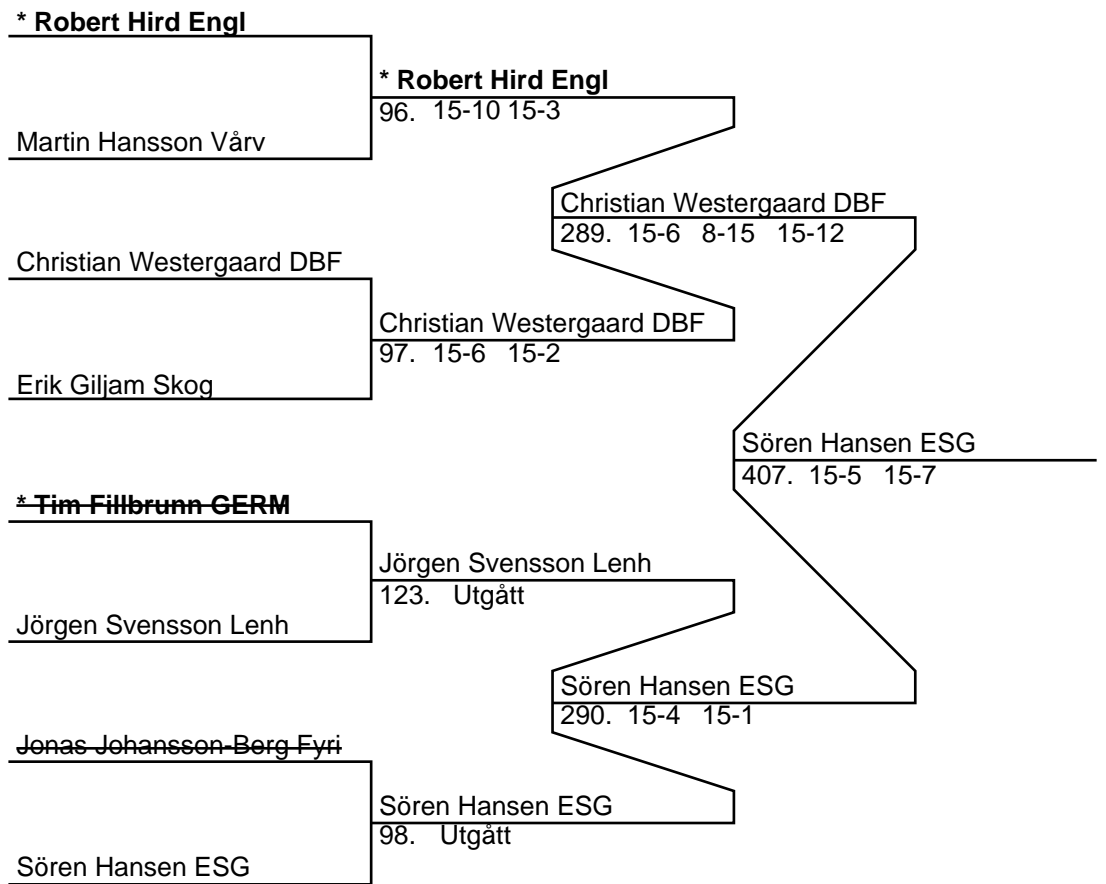 * Robert Hird Engl
* Robert Hird Engl
96. 15-10 15-3
Martin Hansson Vårv
Christian Westergaard DBF
289. 15-6 8-15 15-12
Christian Westergaard DBF
Christian Westergaard DBF
97. 15-6 15-2
Erik Giljam Skog
Sören Hansen ESG
407. 15-5 15-7
* Tim Fillbrunn GERM
Jörgen Svensson Lenh
123. Utgått
Jörgen Svensson Lenh
Sören Hansen ESG
290. 15-4 15-1
Jonas Johansson-Berg Fyri
Sören Hansen ESG
98. Utgått
Sören Hansen ESG